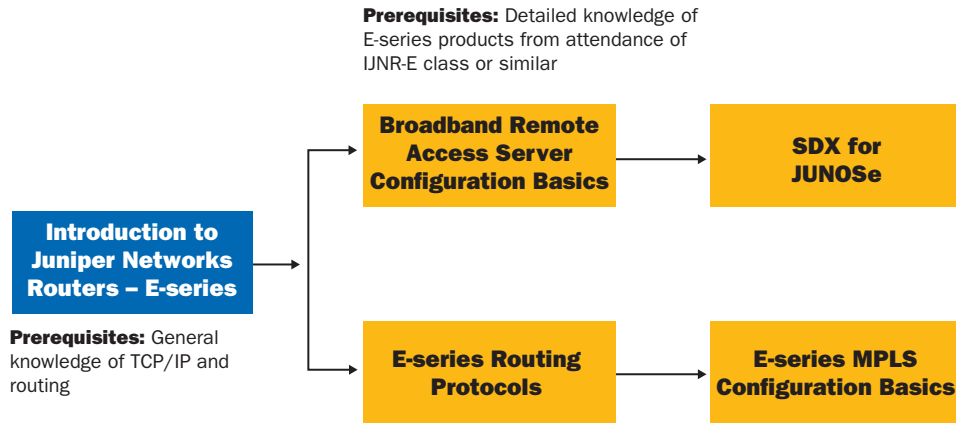 Prerequisites: Detailed knowledge of
E-series products from attendance of
IJNR-E class or similar
Broadband Remote
Access Server
Configuration Basics
SDX for
JUNOSe
Introduction to
Juniper Networks
Routers – E-series
Prerequisites: General
knowledge of TCP/IP and
routing
E-series Routing
Protocols
E-series MPLS
Configuration Basics